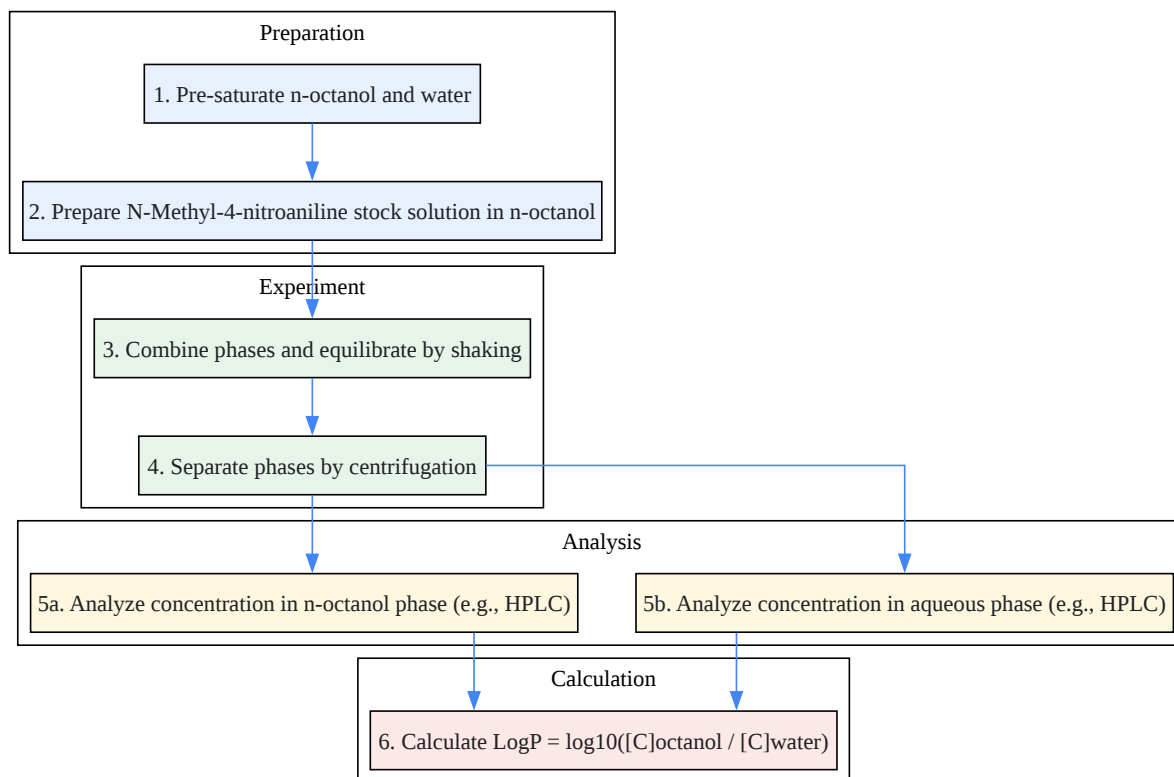 Preparation
1. Pre-saturate n-octanol and water
2. Prepare N-Methyl-4-nitroaniline stock solution in n-octanol
Experiment
3. Combine phases and equilibrate by shaking
4. Separate phases by centrifugation
Analysis
5a. Analyze concentration in n-octanol phase (e.g., HPLC)
5b. Analyze concentration in aqueous phase (e.g., HPLC)
Calculation
6. Calculate LogP = log10([C]octanol / [C]water)